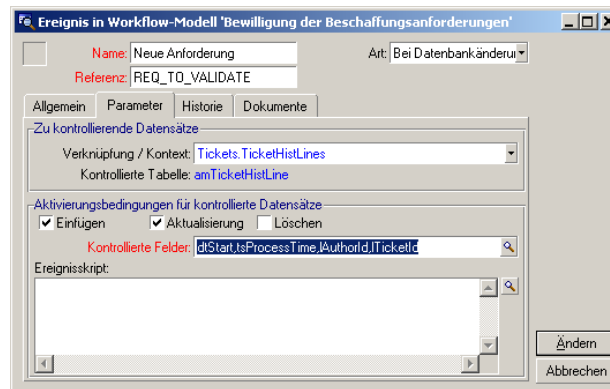 Ereignis in Workflow-Modell 'Bewilligung der Beschaffungsanforderungen'
Name: Neue Anforderung Art: Bei Datenbankänderun
Referenz: REQ_TO_VALIDATE
Allgemein Parameter Historie Dokumente
Zu kontrollierende Datensätze
Verknüpfung / Kontext: Tickets.TicketHistLines
Kontrollierte Tabelle: amTicketHistLine
Aktivierungsbedingungen für kontrollierte Datensätze
Einfügen Aktualisierung Löschen
Kontrollierte Felder: dtStart,tsProcessTime,lAuthorId,lTicketId
Ereignisskript:
Ändern
Abbrechen